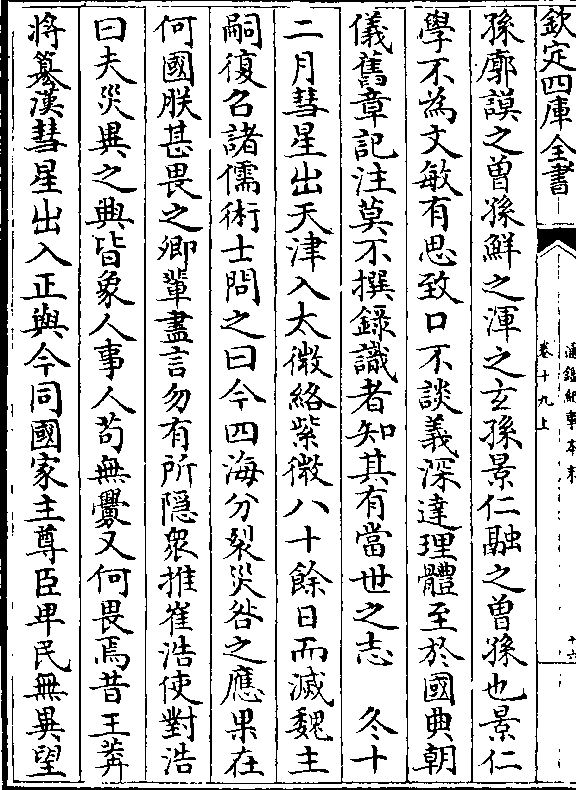 欽定四庫全書
通鑑紀事本末
卷十九上
十六
孫廓謨之曾孫鮮之渾之玄孫景仁融之曾孫也景仁
學不為文敏有思致口不談義深達理體至於國典朝
儀舊章記注莫不撰錄識者知其有當世之志　冬十
二月彗星出天津入太微絡紫微八十餘日而滅魏主
嗣復召諸儒術士問之曰今四海分裂災咎之應果在
何國朕甚畏之卿輩盡言勿有所隱衆推崔浩使對浩
曰夫災異之興皆象人事人苟無釁又何畏焉昔王莽
將簒漢彗星出入正與今同國家主尊臣卑民無異望